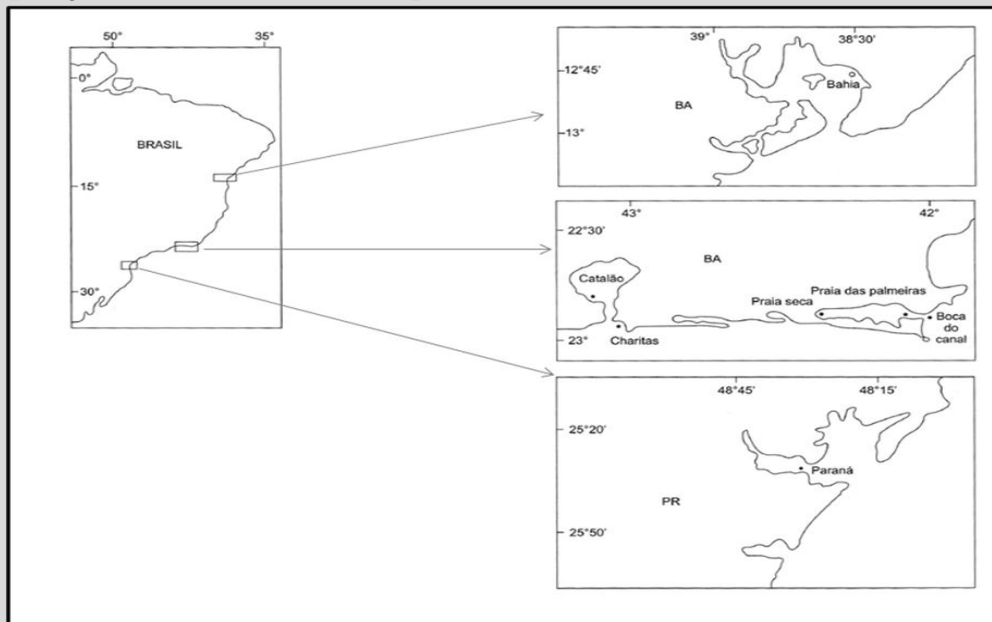 50°
35°
0°
BRASIL
15°
30°
39°
38°30'
12°45'
BA
Bahia
13°
43°
42°
22°30'
BA
Catalão
Praia das palmeiras
Praia seca
Boca
do
canal
23°
Charitas
48°45'
48°15'
25°20'
Paraná
PR
25°50'